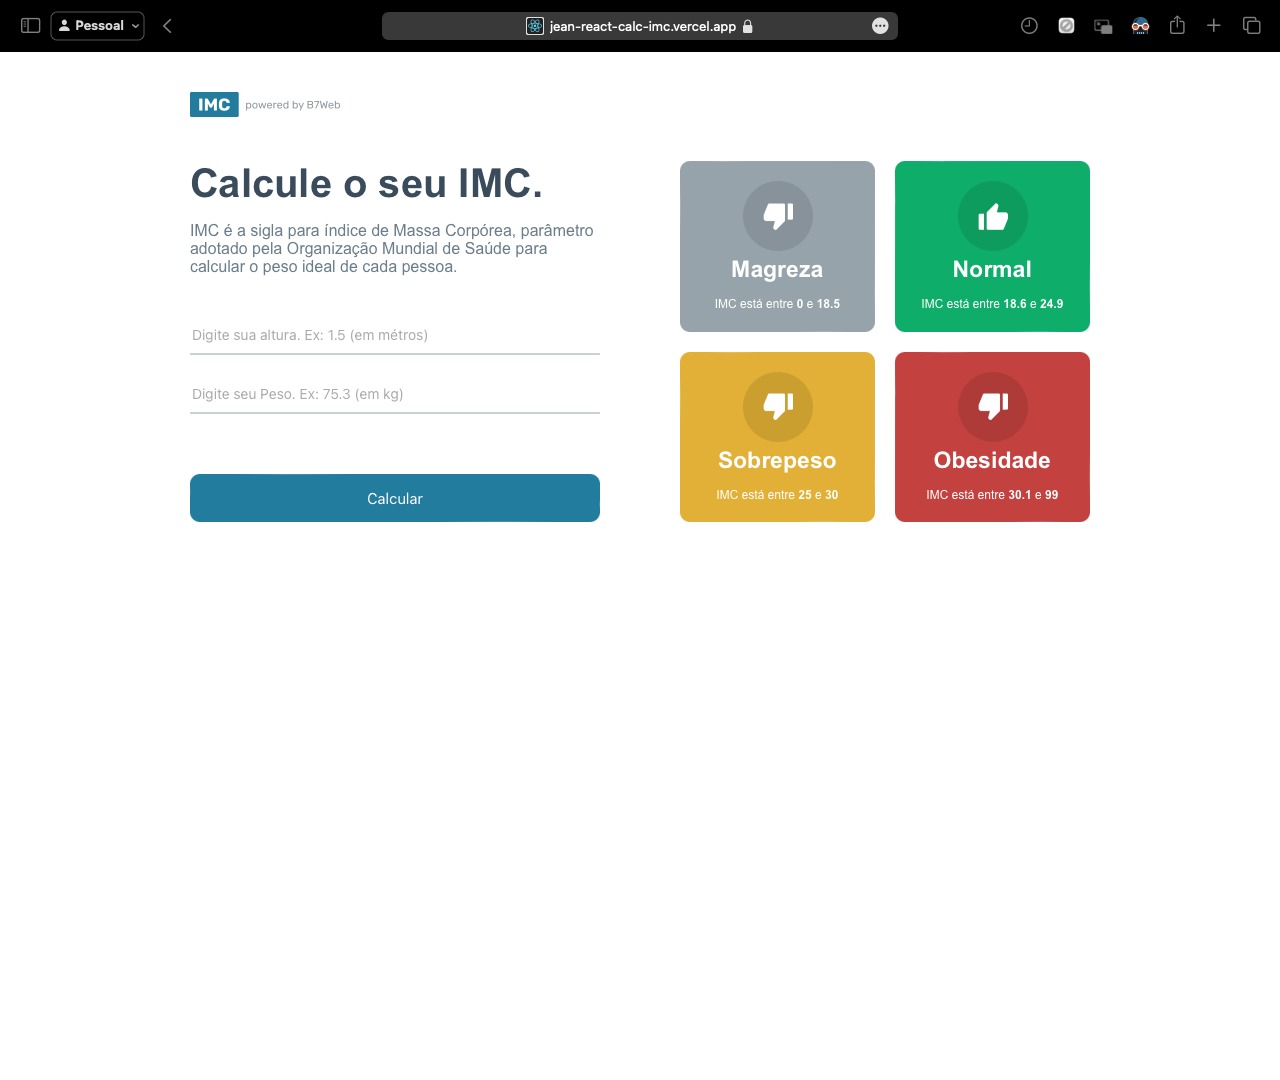 Pessoal
jean-react-calc-imc.vercel.app
IMC powered by B7Web
Calcule o seu IMC.
IMC é a sigla para índice de Massa Corpórea, parâmetro
adotado pela Organização Mundial de Saúde para
calcular o peso ideal de cada pessoa.
Digite sua altura. Ex: 1.5 (em métros)
Digite seu Peso. Ex: 75.3 (em kg)
Calcular
Magreza
IMC está entre 0 e 18.5
Normal
IMC está entre 18.6 e 24.9
Sobrepeso
IMC está entre 25 e 30
Obesidade
IMC está entre 30.1 e 99